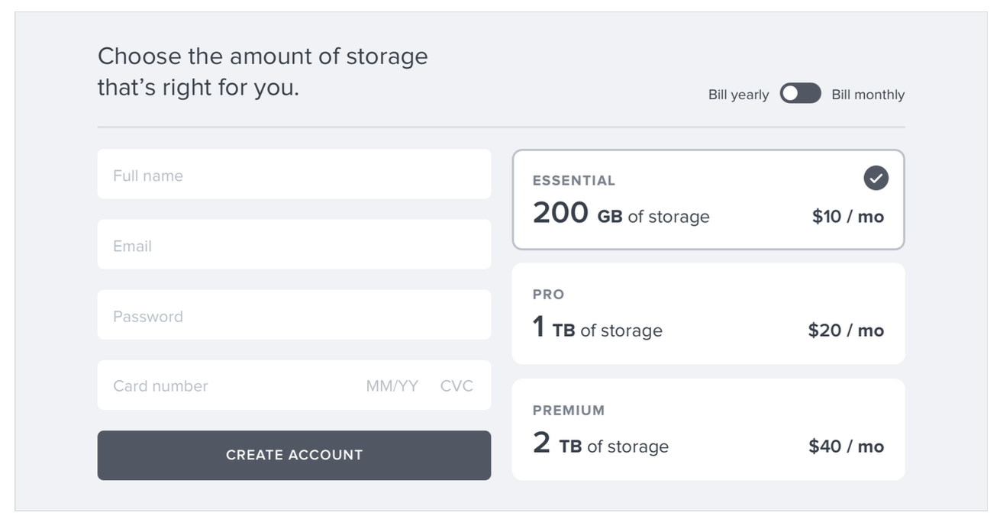 Choose the amount of storage
that’s right for you.
Bill yearly
Bill monthly
Full name
Email
Password
Card number MM/YY CVC
CREATE ACCOUNT
ESSENTIAL
200 GB of storage $10 / mo
PRO
1 TB of storage $20 / mo
PREMIUM
2 TB of storage $40 / mo